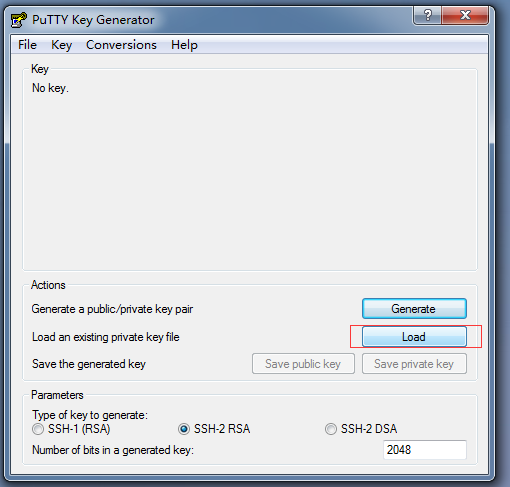 PuTTY Key Generator
File Key Conversions Help
Key
No key.
Actions
Generate a public/private key pair Generate
Load an existing private key file Load
Save the generated key Save public key Save private key
Parameters
Type of key to generate:
SSH-1 (RSA) SSH-2 RSA SSH-2 DSA
Number of bits in a generated key: 2048